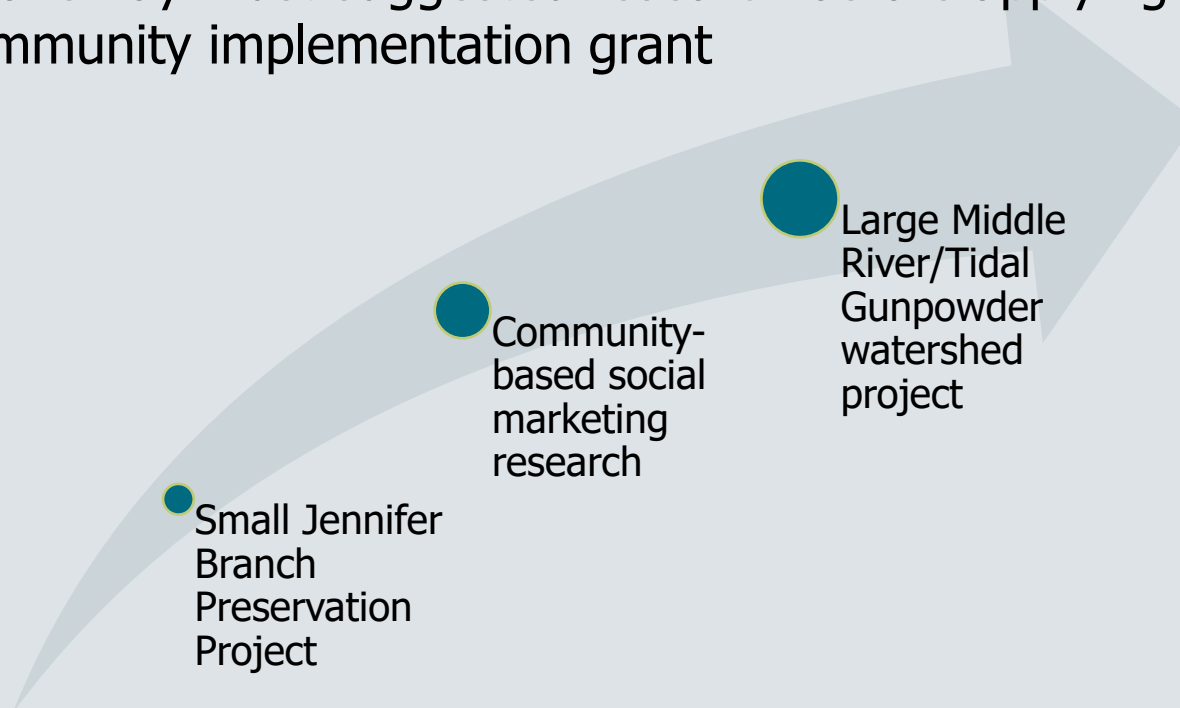 mmunity implementation grant
Large Middle
River/Tidal
Gunpowder
watershed
project
Community-
based social
marketing
research
Small Jennifer
Branch
Preservation
Project